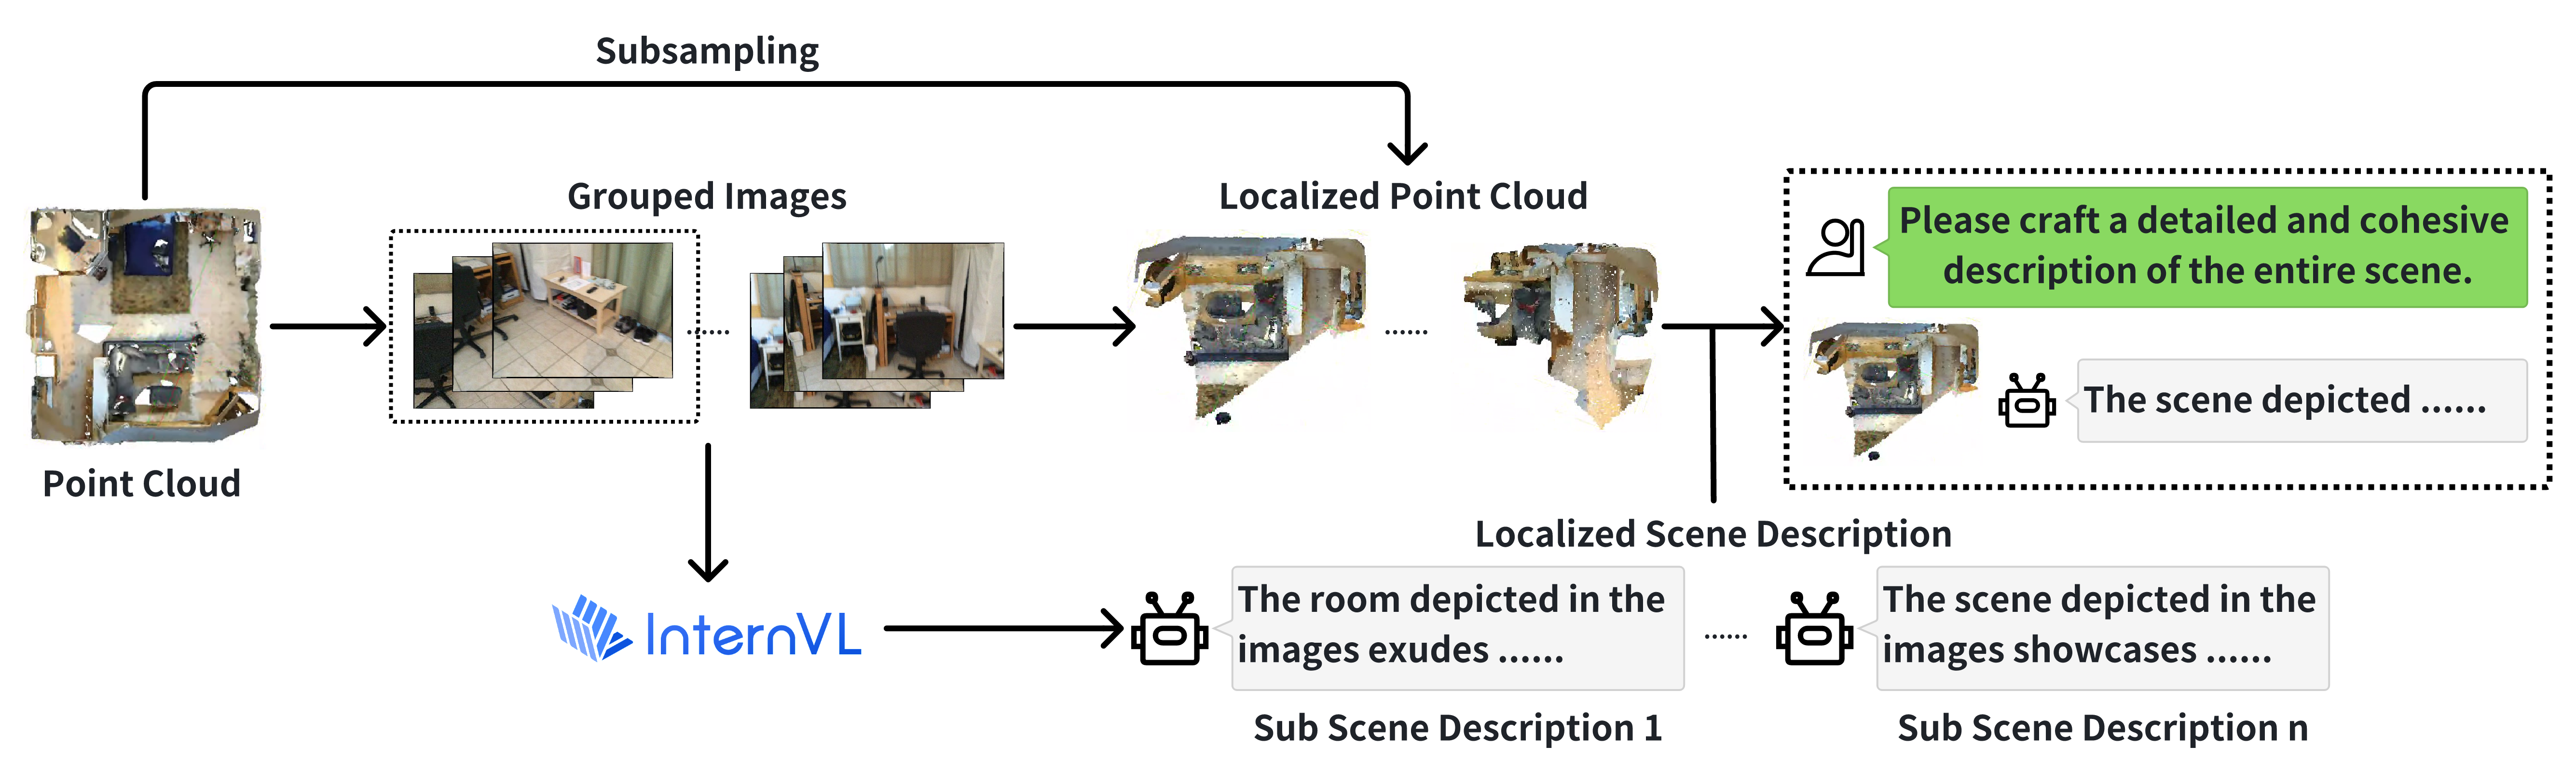 Subsampling
Grouped Images
Localized Point Cloud
Please craft a detailed and cohesive
description of the entire scene.
The scene depicted ......
Point Cloud
......
......
Localized Scene Description
InternVL
The room depicted in the
images exudes ......
......
The scene depicted in the
images showcases ......
Sub Scene Description 1
Sub Scene Description n